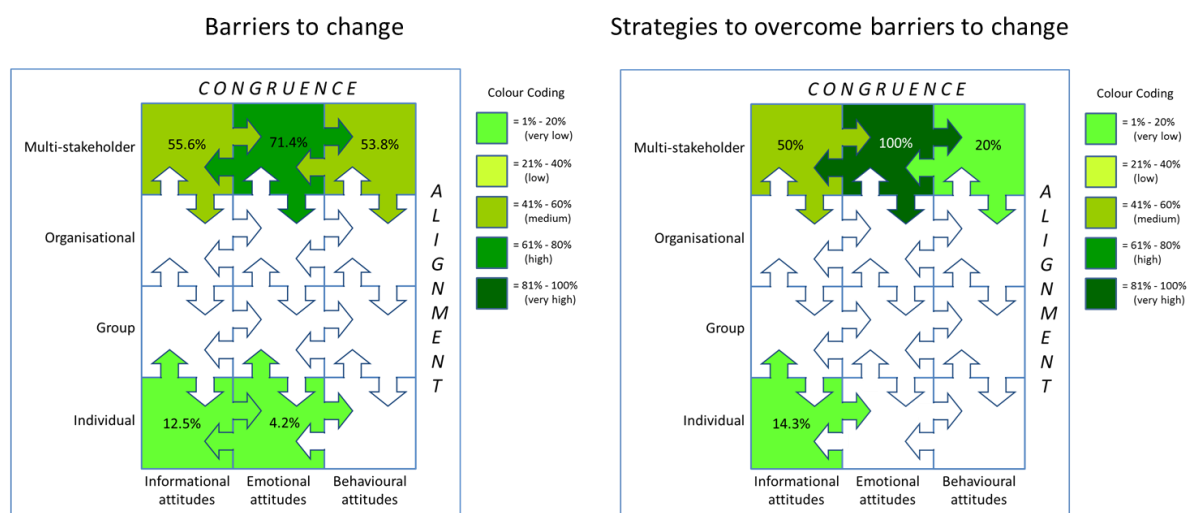 Barriers to change
CONGRUENCE
Multi-stakeholder
55.6%
71.4%
53.8%
Organisational
Group
Individual
12.5%
4.2%
Informational
attitudes
Emotional
attitudes
Behavioural
attitudes
ALIGNMENT
Colour Coding
= 1% - 20%
(very low)
= 21% - 40%
(low)
= 41% - 60%
(medium)
= 61% - 80%
(high)
= 81% - 100%
(very high)
Strategies to overcome barriers to change
CONGRUENCE
Multi-stakeholder
50%
100%
20%
Organisational
Group
Individual
14.3%
Informational
attitudes
Emotional
attitudes
Behavioural
attitudes
ALIGNMENT
Colour Coding
= 1% - 20%
(very low)
= 21% - 40%
(low)
= 41% - 60%
(medium)
= 61% - 80%
(high)
= 81% - 100%
(very high)